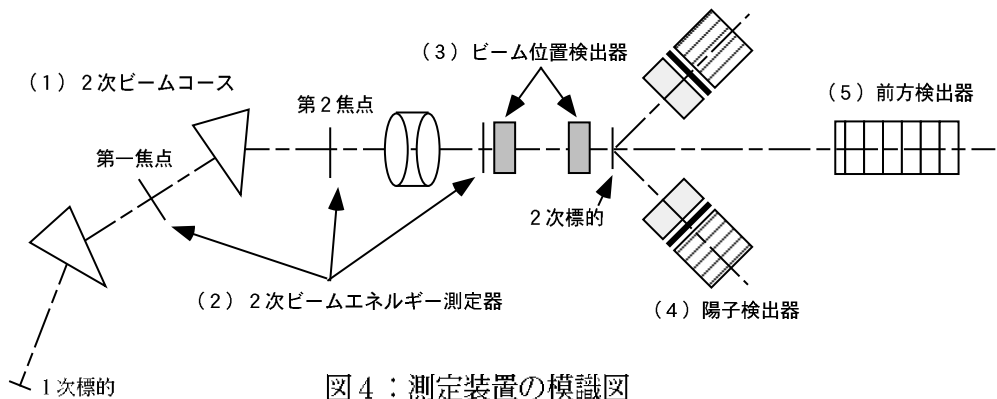 （３）ビーム位置検出器
（１）２次ビームコース
（５）前方検出器
第２焦点
第一焦点
２次標的
（２）２次ビームエネルギー測定器
（４）陽子検出器
１次標的
図４：測定装置の模識図